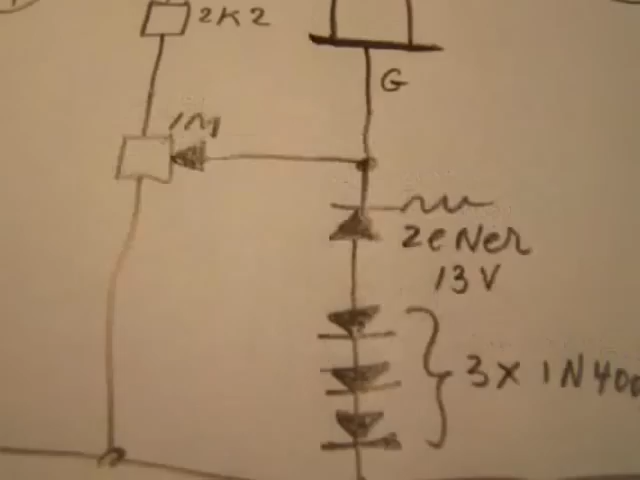 2K2
G
1M
ZeNer
13V
3X 1N400